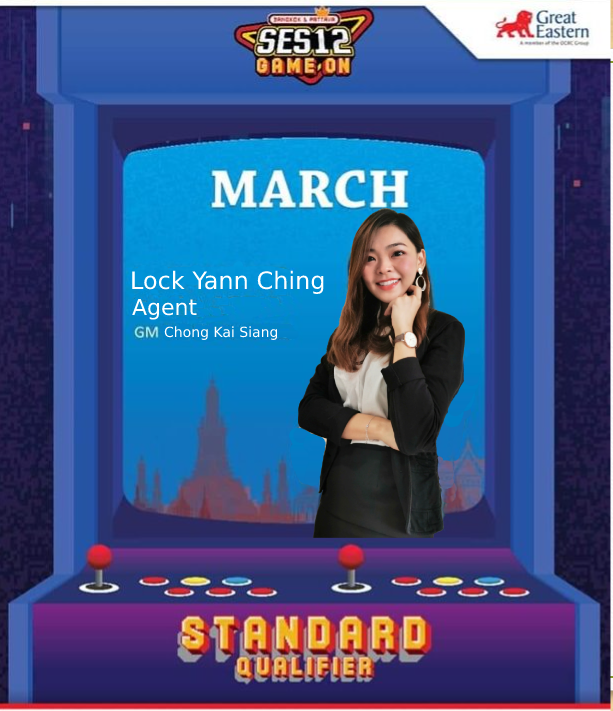 BANGKOK & PATTAYA
SES12
GAME-ON
Great
Eastern
A member of the OCBC Group
MARCH
Lock Yann Ching
Agent
GM Chong Kai Siang
STANDARD
QUALIFIER